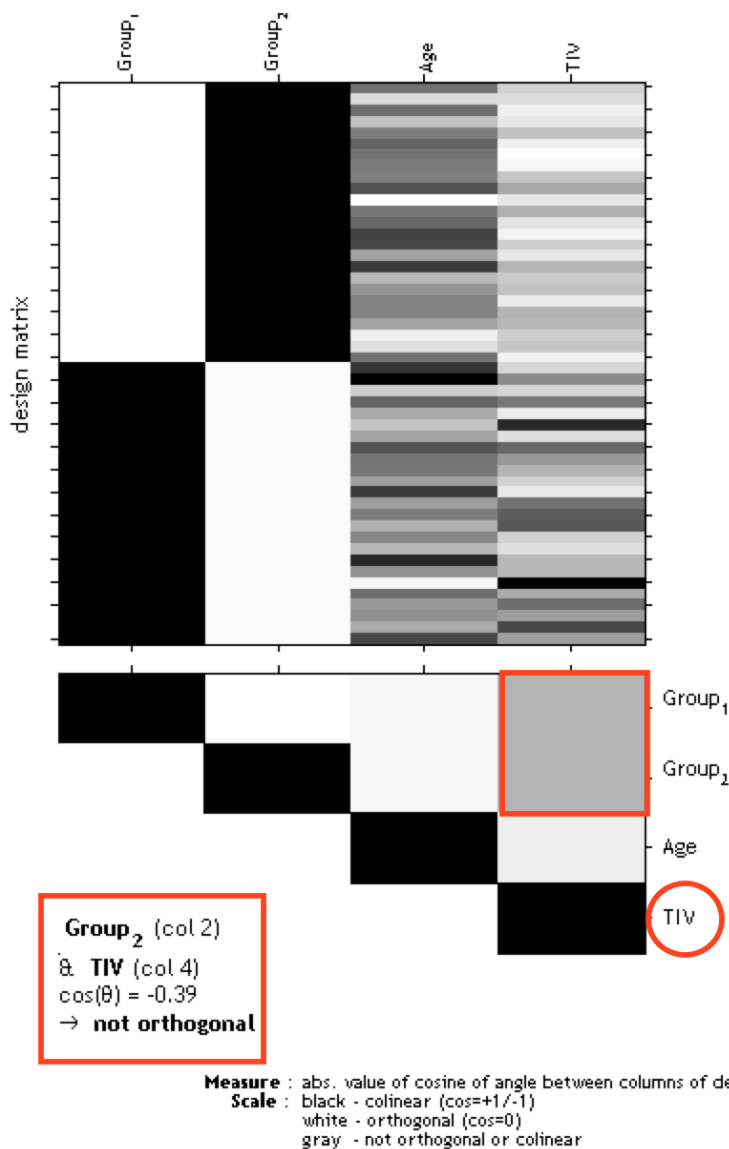 Group₁ Group₂ Age TIV
design matrix
Group₁
Group₂
Age
TIV
Group₂ (col 2)
& TIV (col 4)
cos(θ) = -0.39
→ not orthogonal
Measure : abs. value of cosine of angle between columns of de
Scale : black - colinear (cos=+1/-1)
white - orthogonal (cos=0)
gray - not orthogonal or colinear